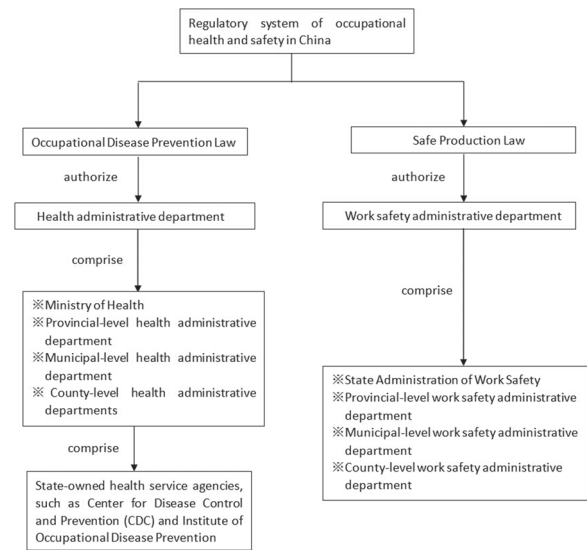 Regulatory system of occupational
health and safety in China
Occupational Disease Prevention Law
Safe Production Law
authorize
authorize
Health administrative department
Work safety administrative department
comprise
comprise
※Ministry of Health
※Provincial-level health administrative
department
※Municipal-level health administrative
department
※ County-level health administrative
departments
※State Administration of Work Safety
※Provincial-level work safety administrative
department
※Municipal-level work safety administrative
department
※County-level work safety administrative
department
comprise
State-owned health service agencies,
such as Center for Disease Control
and Prevention (CDC) and Institute of
Occupational Disease Prevention